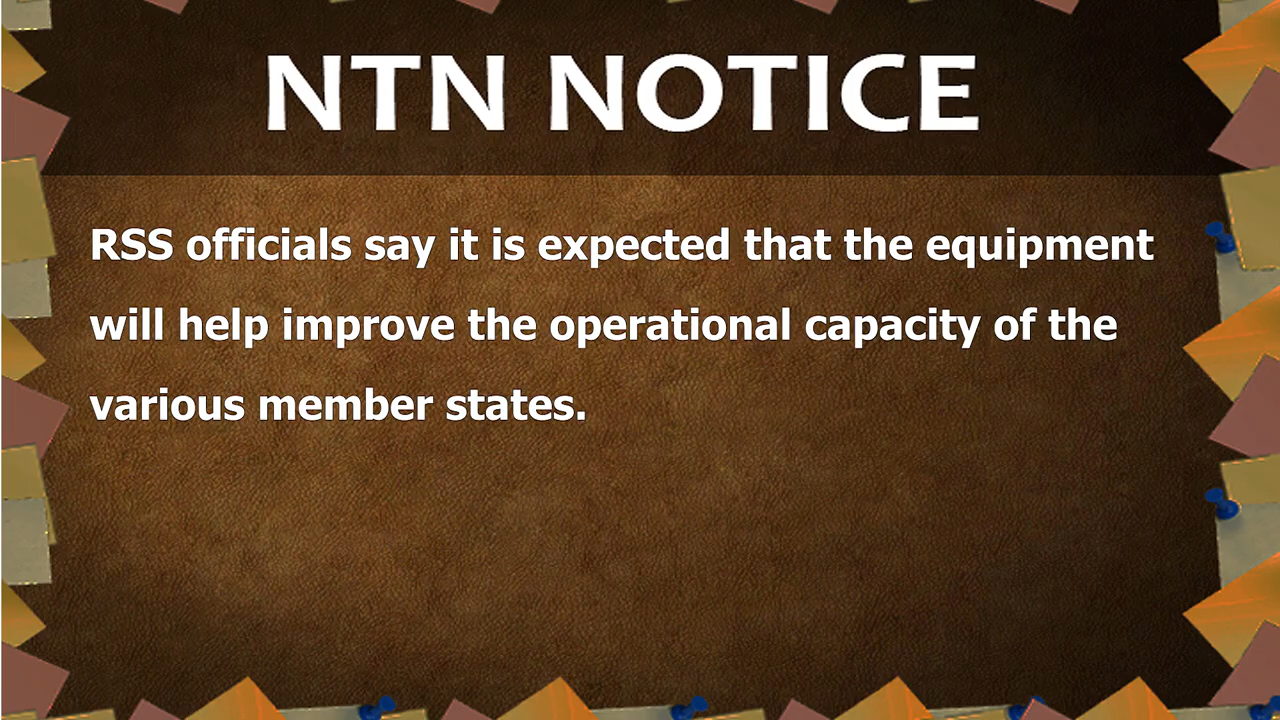 NTN NOTICE
RSS officials say it is expected that the equipment
will help improve the operational capacity of the
various member states.